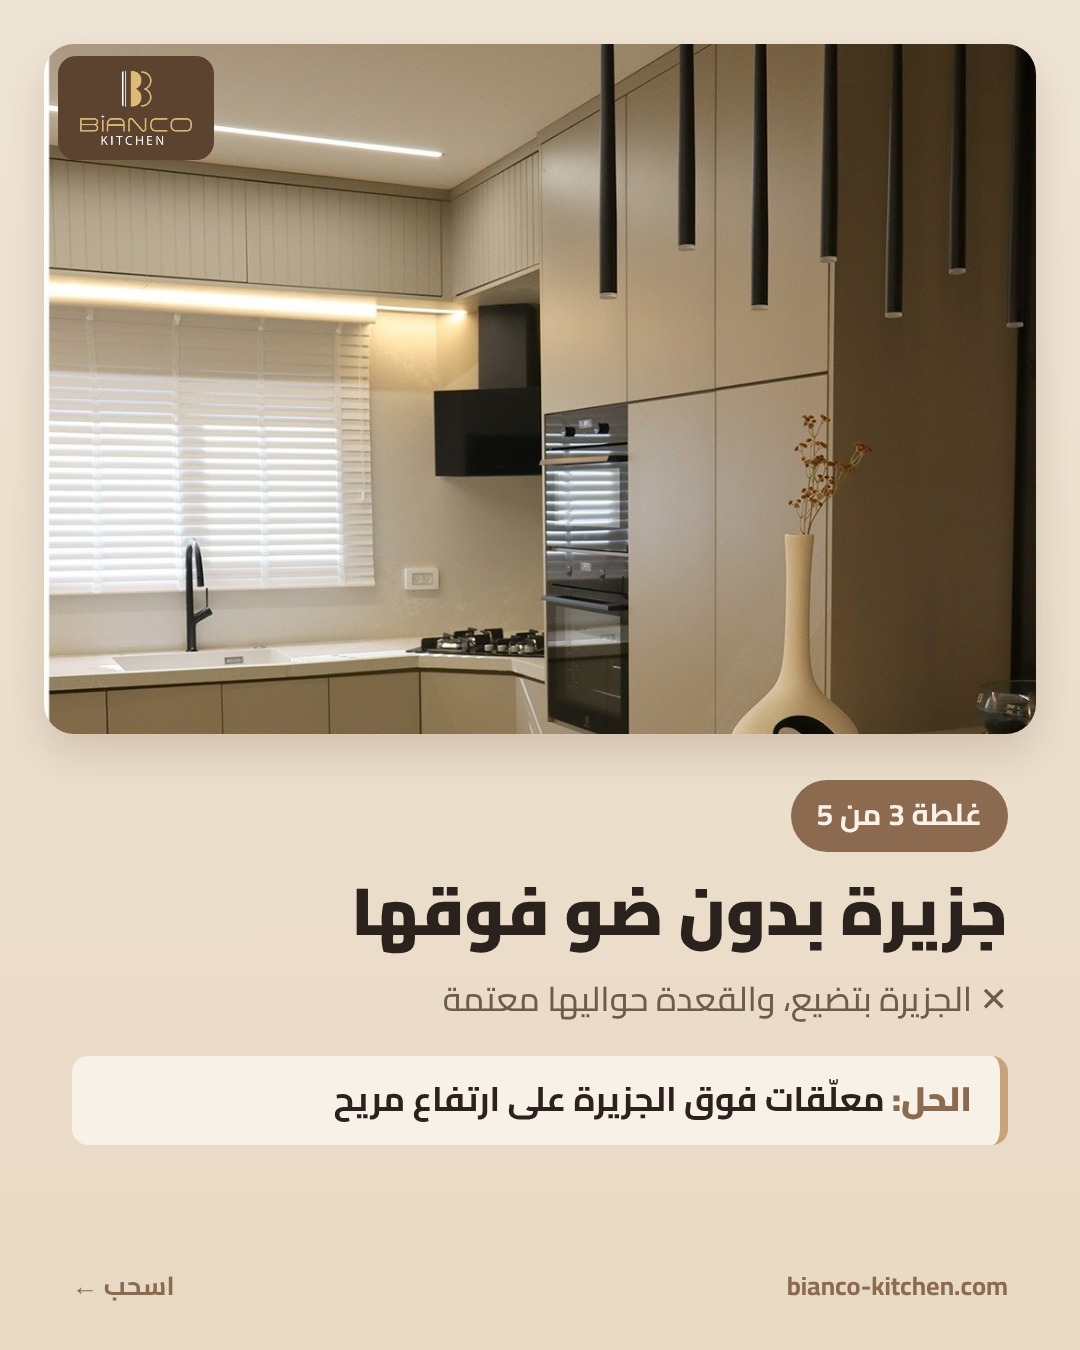 BiANCO
KITCHEN
غلطة 3 من 5
جزيرة بدون ضو فوقها
✕ الجزيرة بتضيع، والقعدة حواليها معتمة
الحل: معلّقات فوق الجزيرة على ارتفاع مريح
bianco-kitchen.com
اسحب ←